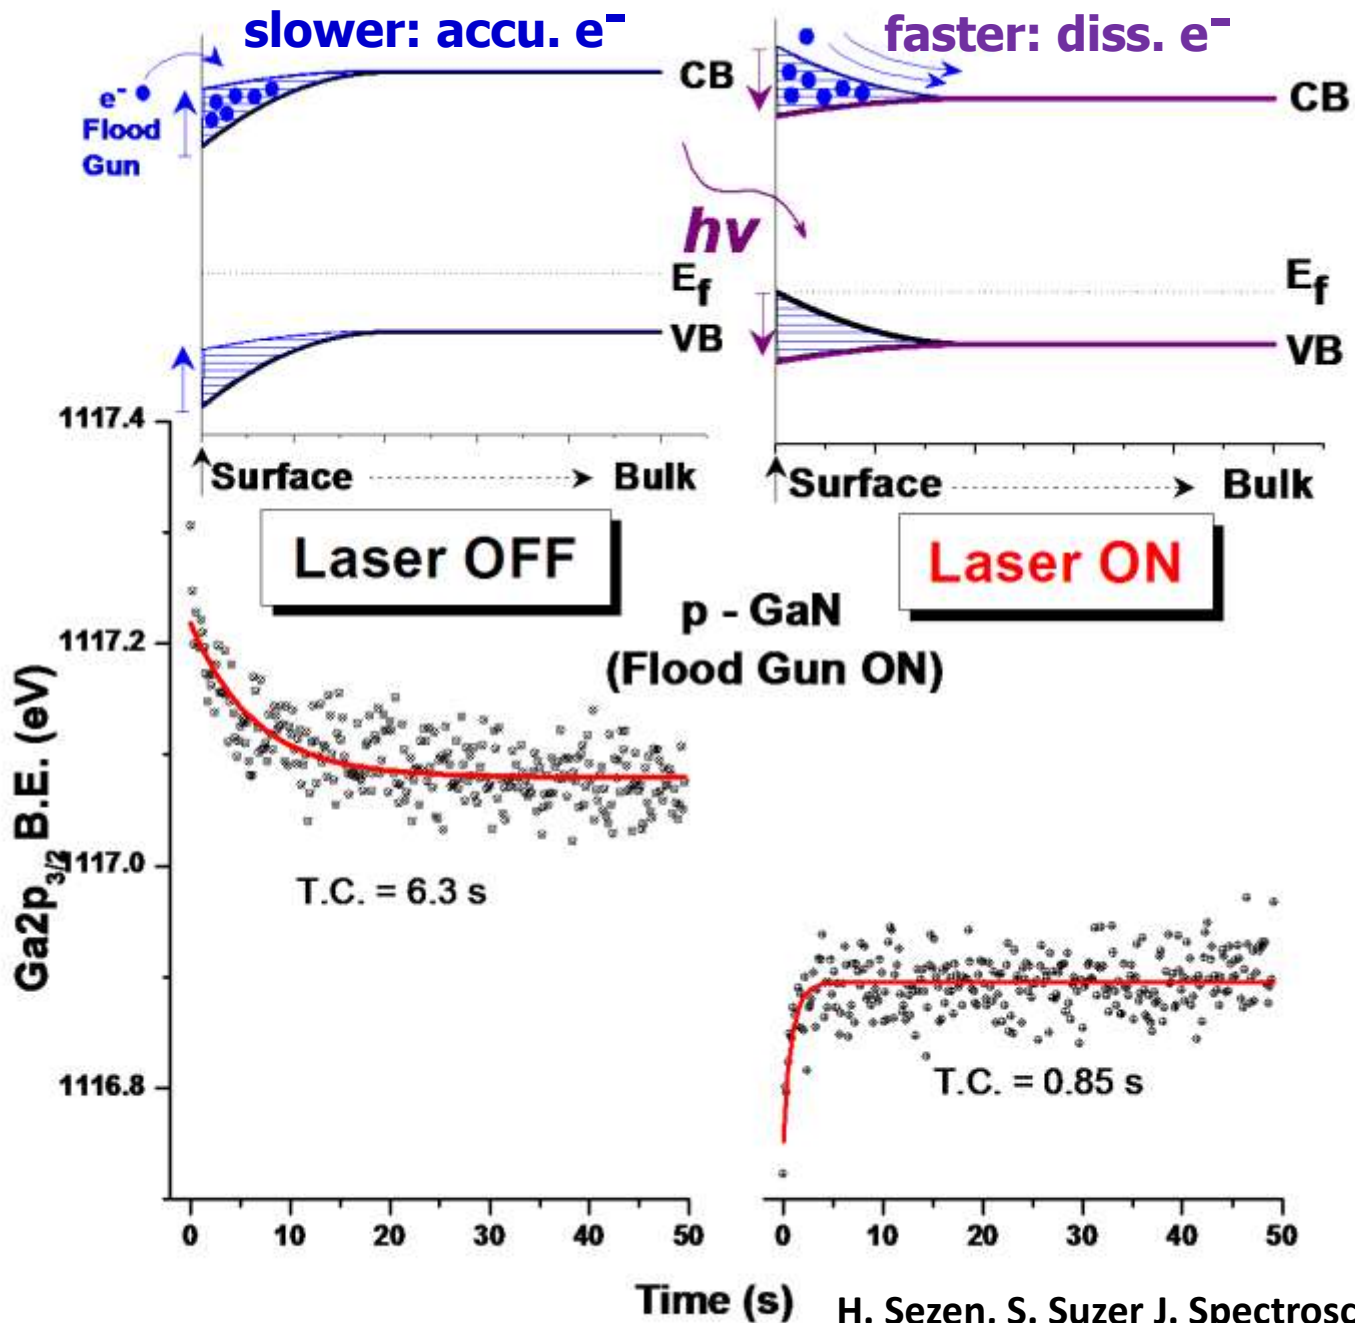 slower: accu. e⁻
faster: diss. e⁻
e⁻
Flood
Gun
CB
CB
hν
Ef
VB
Ef
VB
Surface
Bulk
Surface
Bulk
Laser OFF
Laser ON
p - GaN
(Flood Gun ON)
Ga2p3/2 B.E. (eV)
1117.4
1117.2
1117.0
1116.8
T.C. = 6.3 s
T.C. = 0.85 s
0 10 20 30 40 50
0 10 20 30 40 50
Time (s)
H. Sezen, S. Suzer J. Spectrosc